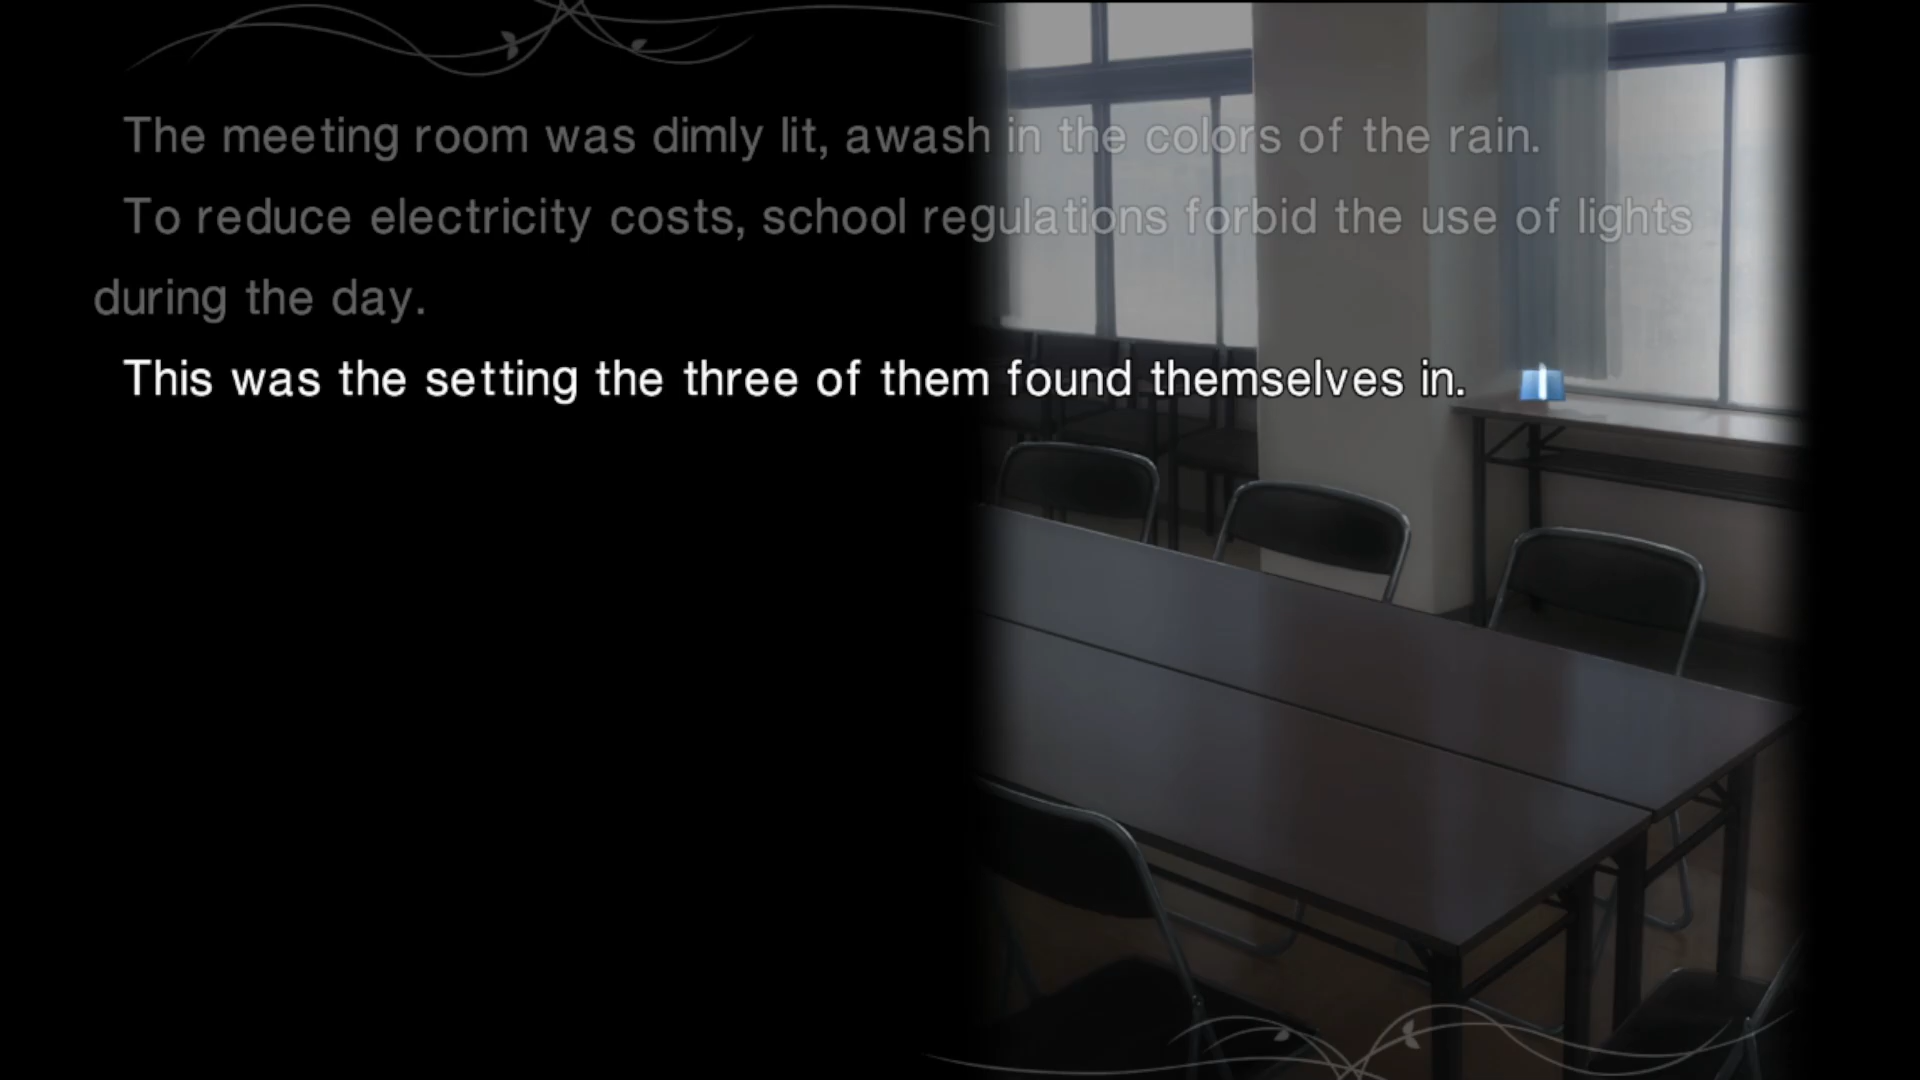 The meeting room was dimly lit, awash in the colors of the rain.
To reduce electricity costs, school regulations forbid the use of lights
during the day.
This was the setting the three of them found themselves in.